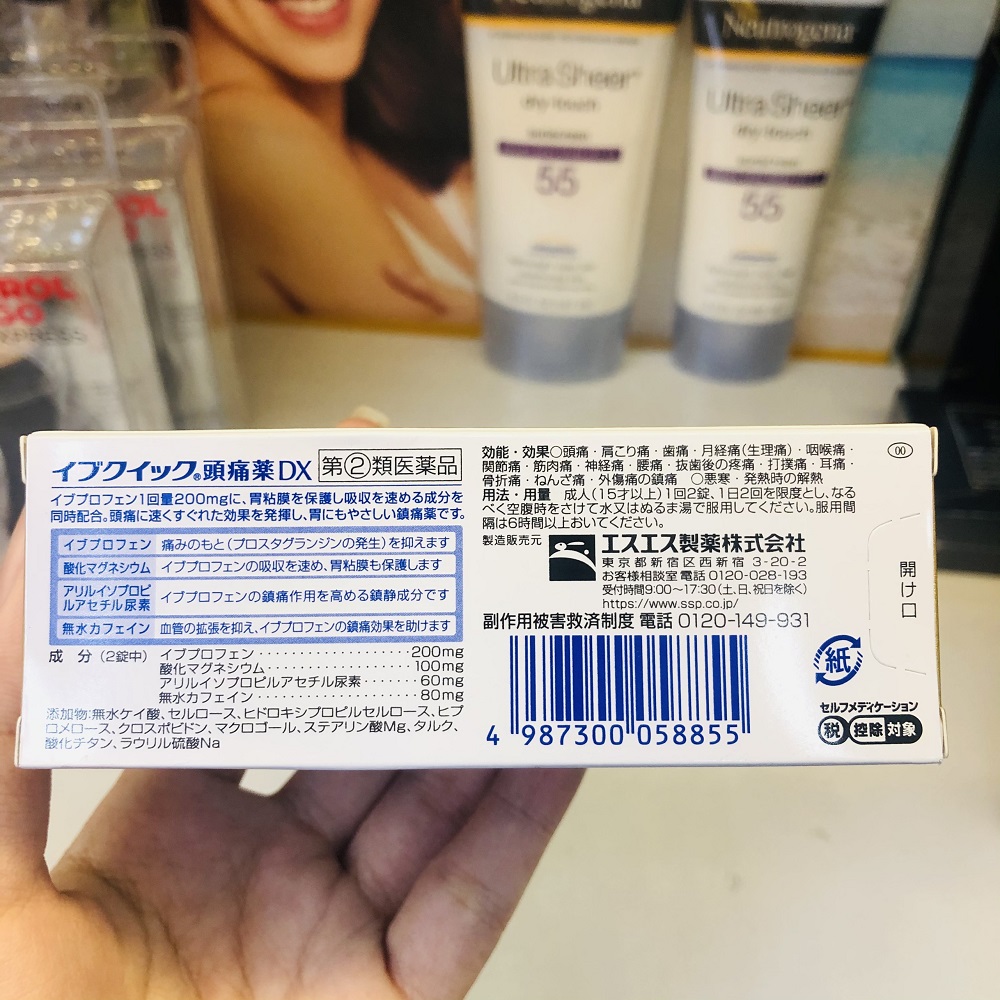 Neutrogena
Ultra Sheer
dry touch
SUNSCREEN
55
Neutrogena
Ultra Sheer
dry touch
SUNSCREEN
55
イブクイック®頭痛薬DX 指②類医薬品
イブプロフェン1回量200mgに、胃粘膜を保護し吸収を速める成分を
同時配合。頭痛に速くすぐれた効果を発揮し、胃にもやさしい鎮痛薬です。
イブプロフェン 痛みのもと(プロスタグランジンの発生)を抑えます
酸化マグネシウム イブプロフェンの吸収を速め、胃粘膜も保護します
アリルイソプロピ
ルアセチル尿素 イブプロフェンの鎮痛作用を高める鎮静成分です
無水カフェイン 血管の拡張を抑え、イブプロフェンの鎮痛効果を助けます
成 分(2錠中) イブプロフェン・・・・・・・・・・・・・・・・・・・200mg
酸化マグネシウム・・・・・・・・・・・・・・・・・・100mg
アリルイソプロピルアセチル尿素・・・・・・・60mg
無水カフェイン・・・・・・・・・・・・・・・・・・・・80mg
添加物:無水ケイ酸、セルロース、ヒドロキシプロピルセルロース、ヒプ
ロメロース、クロスポビドン、マクロゴール、ステアリン酸Mg、タルク、
酸化チタン、ラウリル硫酸Na
効能・効果○頭痛・肩こり痛・歯痛・月経痛(生理痛)・咽喉痛・
関節痛・筋肉痛・神経痛・腰痛・抜歯後の疼痛・打撲痛・耳痛・
骨折痛・ねんざ痛・外傷痛の鎮痛 ○悪寒・発熱時の解熱
用法・用量 成人(15才以上)1回2錠、1日2回を限度とし、なる
べく空腹時をさけて水又はぬるま湯で服用してください。服用間
隔は6時間以上おいてください。
製造販売元 エスエス製薬株式会社
東京都新宿区西新宿 3-20-2
お客様相談室 電話 0120-028-193
受付時間9:00〜17:30(土、日、祝日を除く)
https://www.ssp.co.jp/
副作用被害救済制度 電話 0120-149-931
4 987300 058855
00
開け口
紙
セルフメディケーション
税 控除 対象